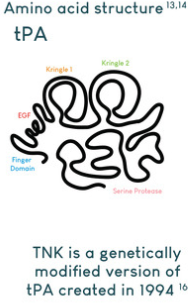 Amino acid structure 13,14
tPA
Kringle 1
Kringle 2
EGF
Finger
Domain
Serine Protease
TNK is a genetically
modified version of
tPA created in 1994 16